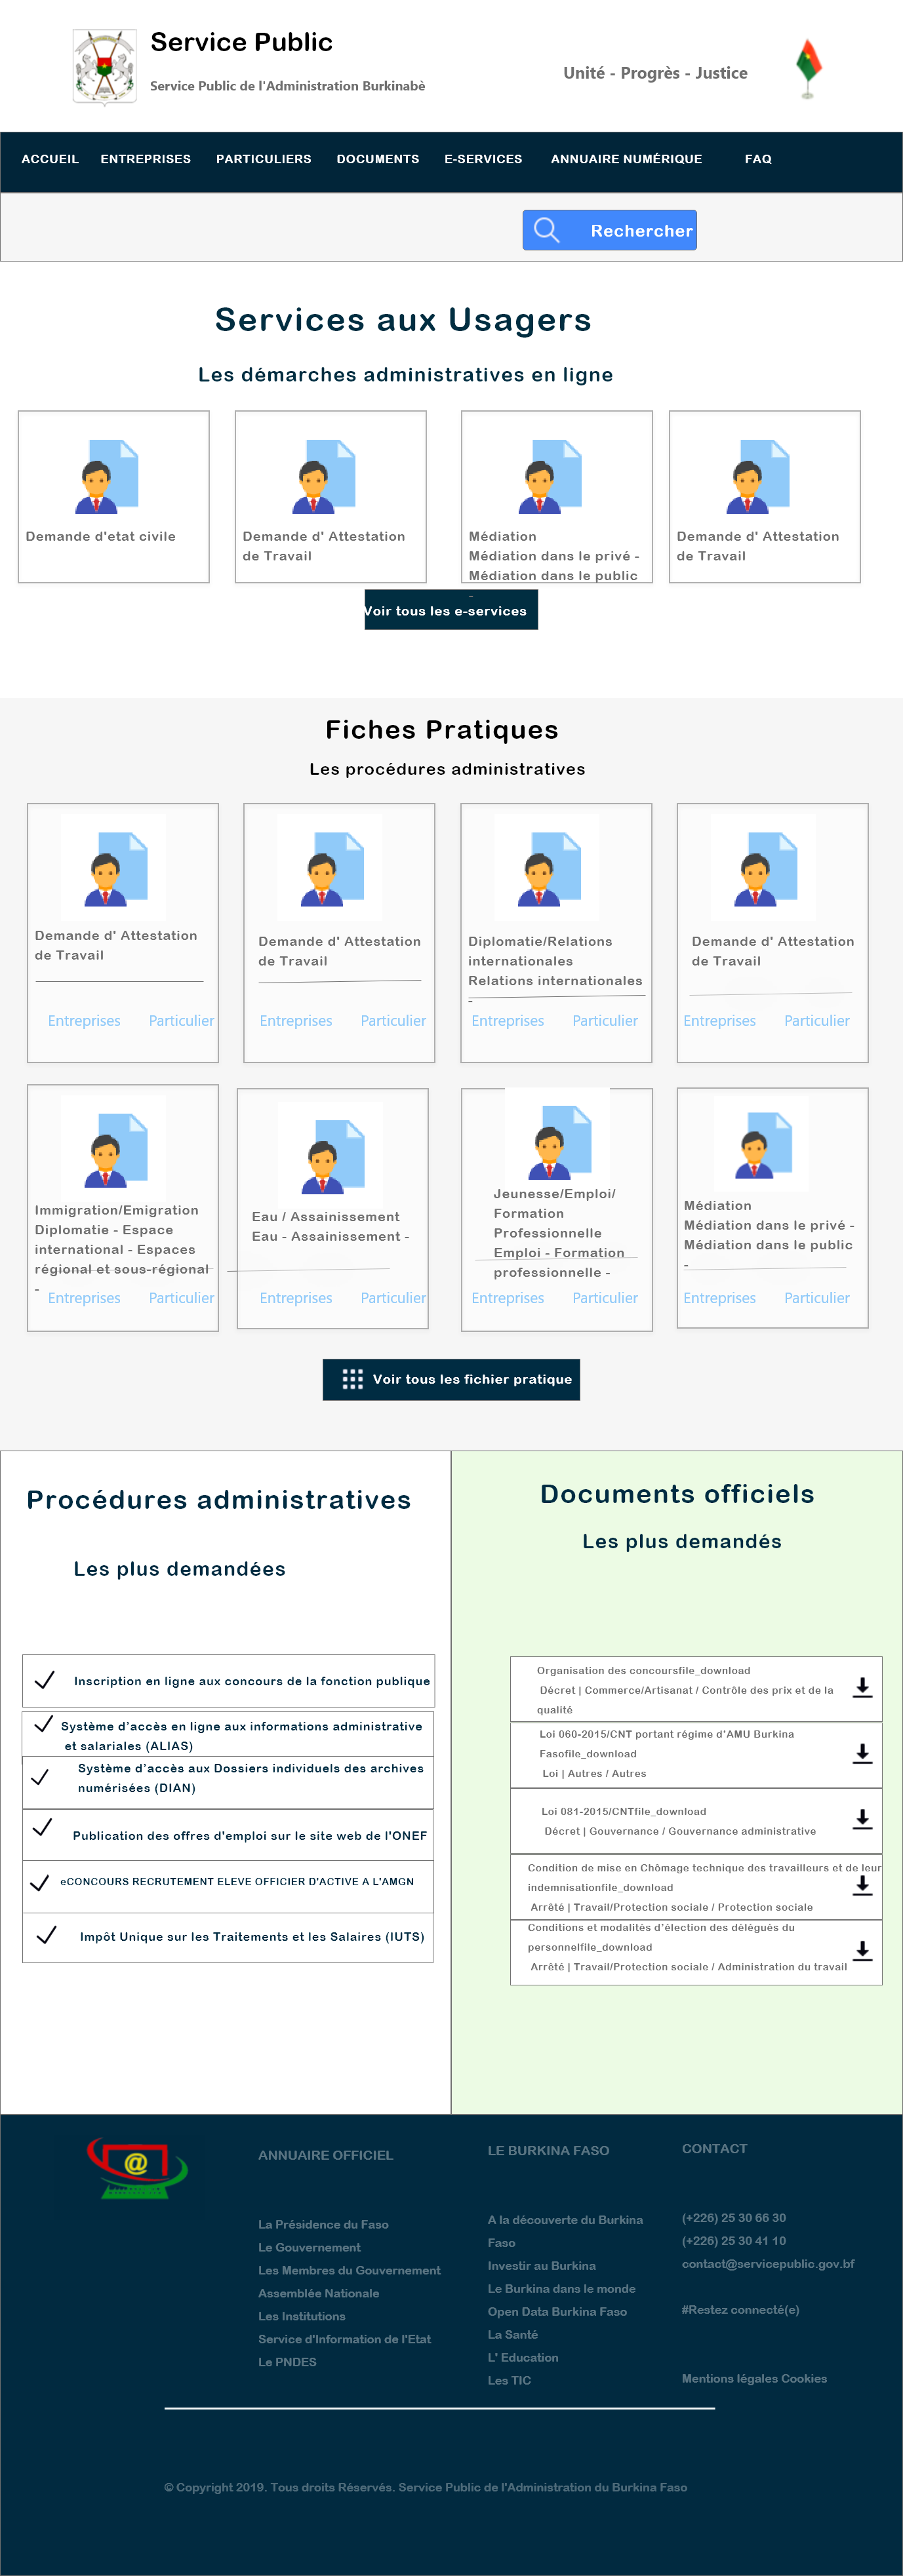 Service Public
Service Public de l'Administration Burkinabè
Unité - Progrès - Justice
ACCUEIL ENTREPRISES PARTICULIERS DOCUMENTS E-SERVICES ANNUAIRE NUMÉRIQUE FAQ
Rechercher
Services aux Usagers
Les démarches administratives en ligne
Demande d'etat civile
Demande d' Attestation
de Travail
Médiation
Médiation dans le privé -
Médiation dans le public
-
Demande d' Attestation
de Travail
Voir tous les e-services
Fiches Pratiques
Les procédures administratives
Demande d' Attestation
de Travail
Entreprises Particulier
Demande d' Attestation
de Travail
Entreprises Particulier
Diplomatie/Relations
internationales
Relations internationales
-
Entreprises Particulier
Demande d' Attestation
de Travail
Entreprises Particulier
Immigration/Emigration
Diplomatie - Espace
international - Espaces
régional et sous-régional
-
Entreprises Particulier
Eau / Assainissement
Eau - Assainissement -
Entreprises Particulier
Jeunesse/Emploi/
Formation
Professionnelle
Emploi - Formation
professionnelle -
Entreprises Particulier
Médiation
Médiation dans le privé -
Médiation dans le public
-
Entreprises Particulier
Voir tous les fichier pratique
Procédures administratives
Les plus demandées
Inscription en ligne aux concours de la fonction publique
Système d’accès en ligne aux informations administrative
et salariales (ALIAS)
Système d’accès aux Dossiers individuels des archives
numérisées (DIAN)
Publication des offres d'emploi sur le site web de l'ONEF
eCONCOURS RECRUTEMENT ELEVE OFFICIER D'ACTIVE A L'AMGN
Impôt Unique sur les Traitements et les Salaires (IUTS)
Documents officiels
Les plus demandés
Organisation des concoursfile_download
Décret | Commerce/Artisanat / Contrôle des prix et de la
qualité
Loi 060-2015/CNT portant régime d’AMU Burkina
Fasofile_download
Loi | Autres / Autres
Loi 081-2015/CNTfile_download
Décret | Gouvernance / Gouvernance administrative
Condition de mise en Chômage technique des travailleurs et de leur
indemnisationfile_download
Arrêté | Travail/Protection sociale / Protection sociale
Conditions et modalités d’élection des délégués du
personnelfile_download
Arrêté | Travail/Protection sociale / Administration du travail
@
ANNUAIRE OFFICIEL
La Présidence du Faso
Le Gouvernement
Les Membres du Gouvernement
Assemblée Nationale
Les Institutions
Service d'Information de l'Etat
Le PNDES
LE BURKINA FASO
A la découverte du Burkina
Faso
Investir au Burkina
Le Burkina dans le monde
Open Data Burkina Faso
La Santé
L' Education
Les TIC
CONTACT
(+226) 25 30 66 30
(+226) 25 30 41 10
contact@servicepublic.gov.bf
#Restez connecté(e)
Mentions légales Cookies
© Copyright 2019. Tous droits Réservés. Service Public de l'Administration du Burkina Faso